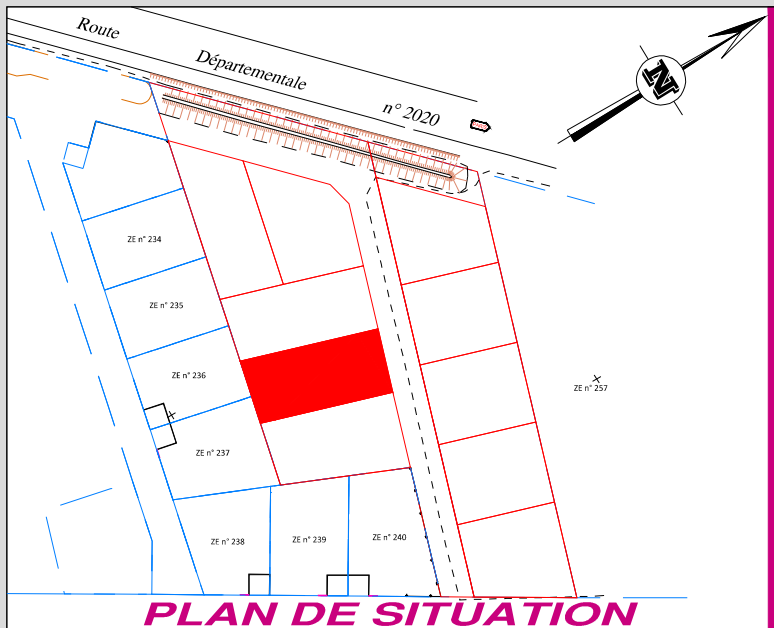 Route
Départementale
n° 2020
N
ZE n° 234
ZE n° 235
ZE n° 236
ZE n° 237
ZE n° 238
ZE n° 239
ZE n° 240
ZE n° 257
PLAN DE SITUATION